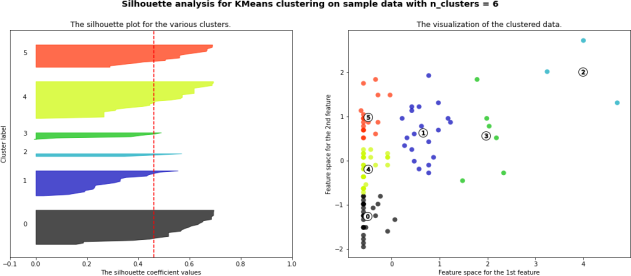 Silhouette analysis for KMeans clustering on sample data with n_clusters = 6
The silhouette plot for the various clusters.
Cluster label
5
4
3
2
1
0
−0.1 0.0 0.2 0.4 0.6 0.8 1.0
The silhouette coefficient values
The visualization of the clustered data.
Feature space for the 2nd feature
2
1
0
−1
−2
2
5
1
3
4
0
0 1 2 3 4
Feature space for the 1st feature